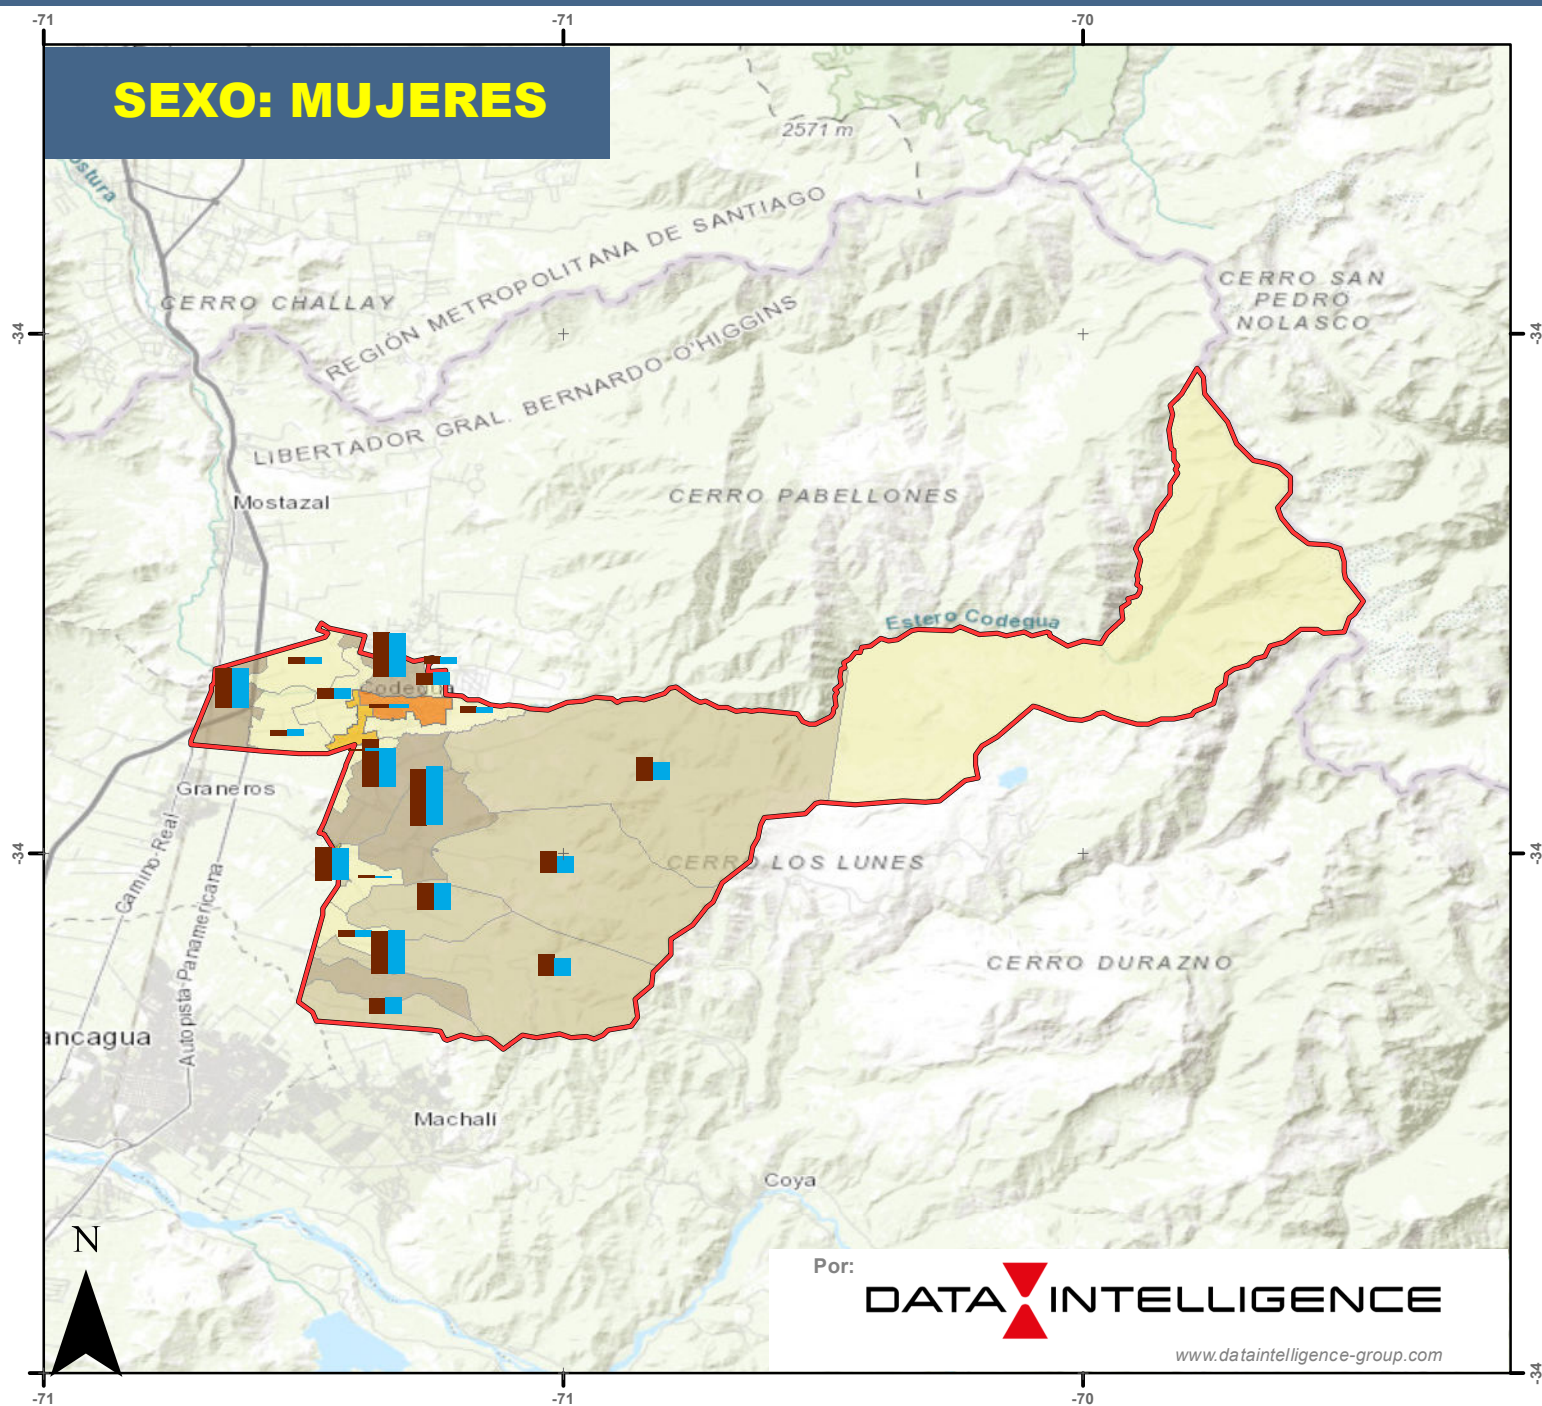 -71
-71
-70
SEXO: MUJERES
2571 m
ostura
REGIÓN METROPOLITANA DE SANTIAGO
CERRO SAN
PEDRO
NOLASCO
CERRO CHALLAY
-34
-34
LIBERTADOR GRAL. BERNARDO O'HIGGINS
Mostazal
CERRO PABELLONES
Estero Codegua
Codegua
Graneros
-34
-34
CERRO LOS LUNES
Camino Real
Autopista Panamericana
CERRO DURAZNO
ancagua
Machalí
Coya
N
Por:
DATA INTELLIGENCE
www.dataintelligence-group.com
-34
-71
-71
-70